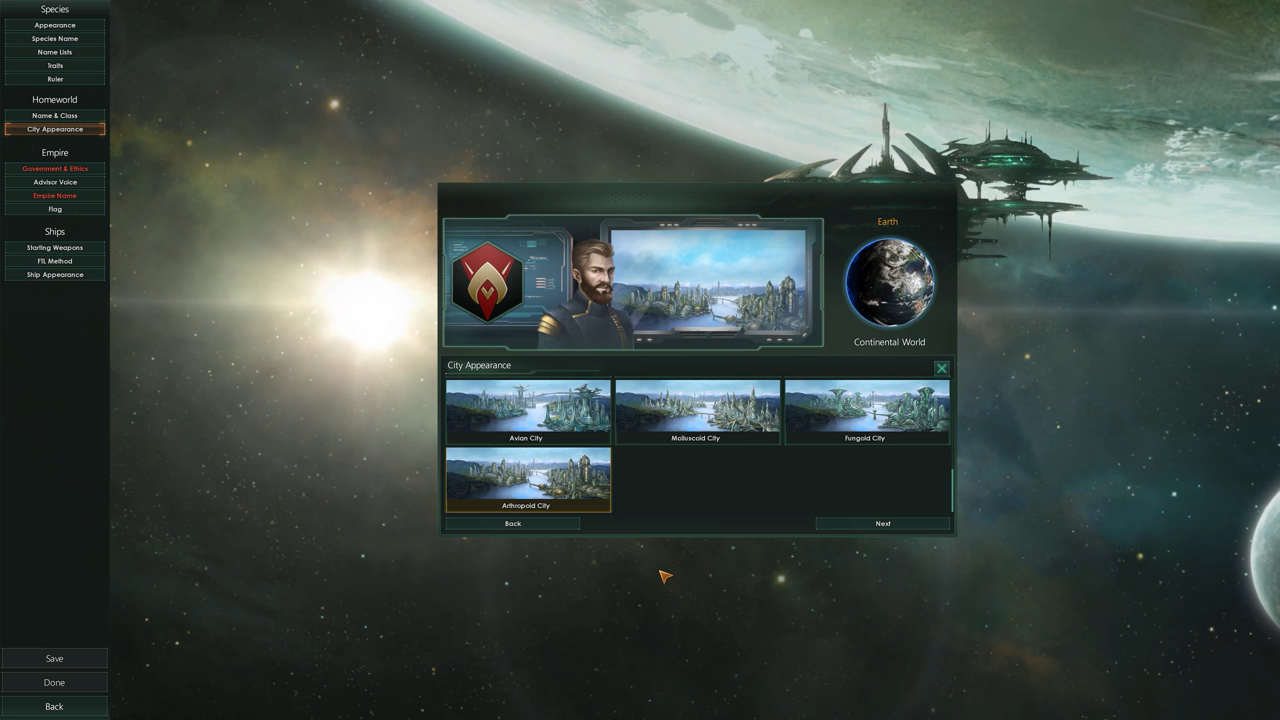 Species
Appearance
Species Name
Name Lists
Traits
Ruler
Homeworld
Name & Class
City Appearance
Empire
Government & Ethics
Advisor Voice
Empire Name
Flag
Ships
Starting Weapons
FTL Method
Ship Appearance
Save
Done
Back
Earth
Continental World
City Appearance
Avian City
Molluscoid City
Fungoid City
Arthropoid City
Back
Next